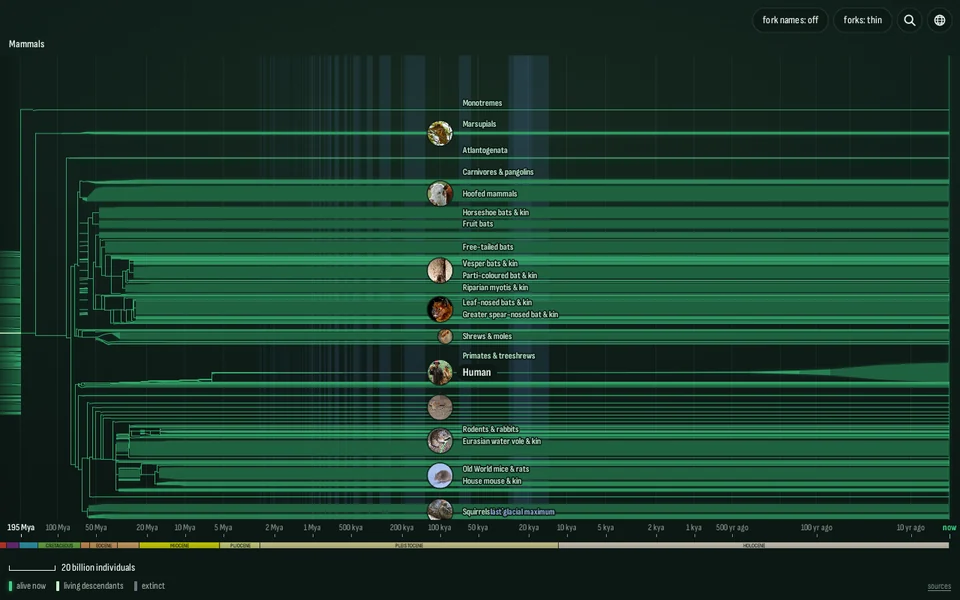 fork names: off
forks: thin
Mammals
Monotremes
Marsupials
Atlantogenata
Carnivores & pangolins
Hoofed mammals
Horseshoe bats & kin
Fruit bats
Free-tailed bats
Vesper bats & kin
Parti-coloured bat & kin
Riparian myotis & kin
Leaf-nosed bats & kin
Greater spear-nosed bat & kin
Shrews & moles
Primates & treeshrews
Human
Rodents & rabbits
Eurasian water vole & kin
Old World mice & rats
House mouse & kin
Squirrels
last glacial maximum
195 Mya 100 Mya 50 Mya 20 Mya 10 Mya 5 Mya 2 Mya 1 Mya 500 kya 200 kya 100 kya 50 kya 20 kya 10 kya 5 kya 2 kya 1 kya 500 yr ago 100 yr ago 10 yr ago now
CRETACEOUS EOCENE MIOCENE PLIOCENE PLEISTOCENE HOLOCENE
20 billion individuals
alive now living descendants extinct
sources